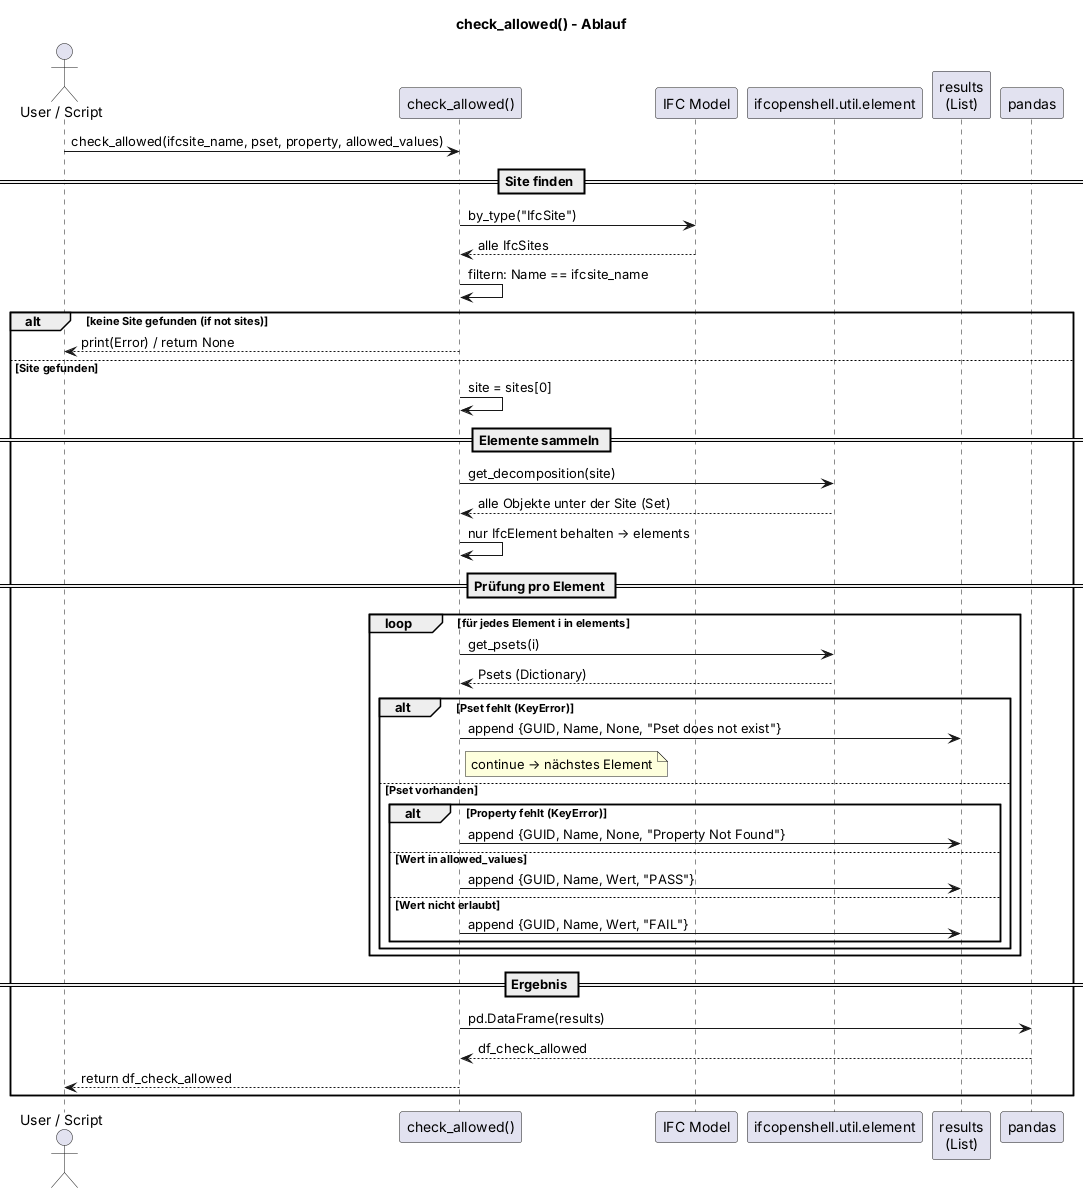 check_allowed() - Ablauf
User / Script
check_allowed()
IFC Model
ifcopenshell.util.element
results
(List)
pandas
check_allowed(ifcsite_name, pset, property, allowed_values)
Site finden
by_type("IfcSite")
alle IfcSites
filtern: Name == ifcsite_name
alt
[keine Site gefunden (if not sites)]
print(Error) / return None
[Site gefunden]
site = sites[0]
Elemente sammeln
get_decomposition(site)
alle Objekte unter der Site (Set)
nur IfcElement behalten → elements
Prüfung pro Element
loop
[für jedes Element i in elements]
get_psets(i)
Psets (Dictionary)
alt
[Pset fehlt (KeyError)]
append {GUID, Name, None, "Pset does not exist"}
continue → nächstes Element
[Pset vorhanden]
alt
[Property fehlt (KeyError)]
append {GUID, Name, None, "Property Not Found"}
[Wert in allowed_values]
append {GUID, Name, Wert, "PASS"}
[Wert nicht erlaubt]
append {GUID, Name, Wert, "FAIL"}
Ergebnis
pd.DataFrame(results)
df_check_allowed
return df_check_allowed
User / Script
check_allowed()
IFC Model
ifcopenshell.util.element
results
(List)
pandas